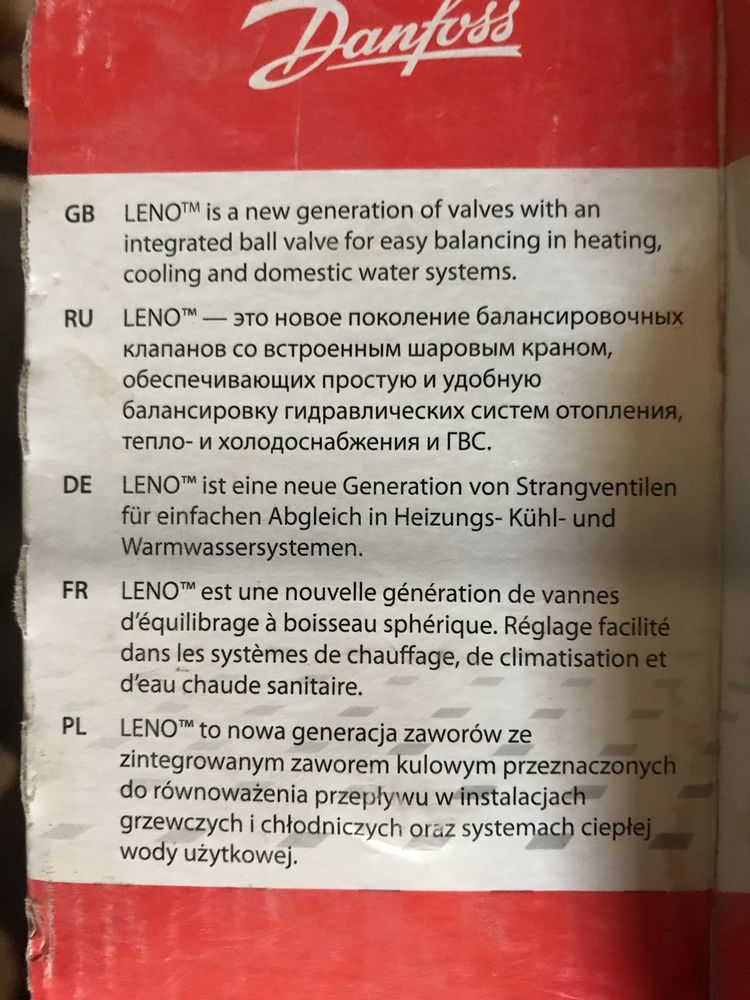 Danfoss
GB LENO™ is a new generation of valves with an
integrated ball valve for easy balancing in heating,
cooling and domestic water systems.
RU LENO™ — это новое поколение балансировочных
клапанов со встроенным шаровым краном,
обеспечивающих простую и удобную
балансировку гидравлических систем отопления,
тепло- и холодоснабжения и ГВС.
DE LENO™ ist eine neue Generation von Strangventilen
für einfachen Abgleich in Heizungs- Kühl- und
Warmwassersystemen.
FR LENO™ est une nouvelle génération de vannes
d'équilibrage à boisseau sphérique. Réglage facilité
dans les systèmes de chauffage, de climatisation et
d'eau chaude sanitaire.
PL LENO™ to nowa generacja zaworów ze
zintegrowanym zaworem kulowym przeznaczonych
do równoważenia przepływu w instalacjach
grzewczych i chłodniczych oraz systemach ciepłej
wody użytkowej.